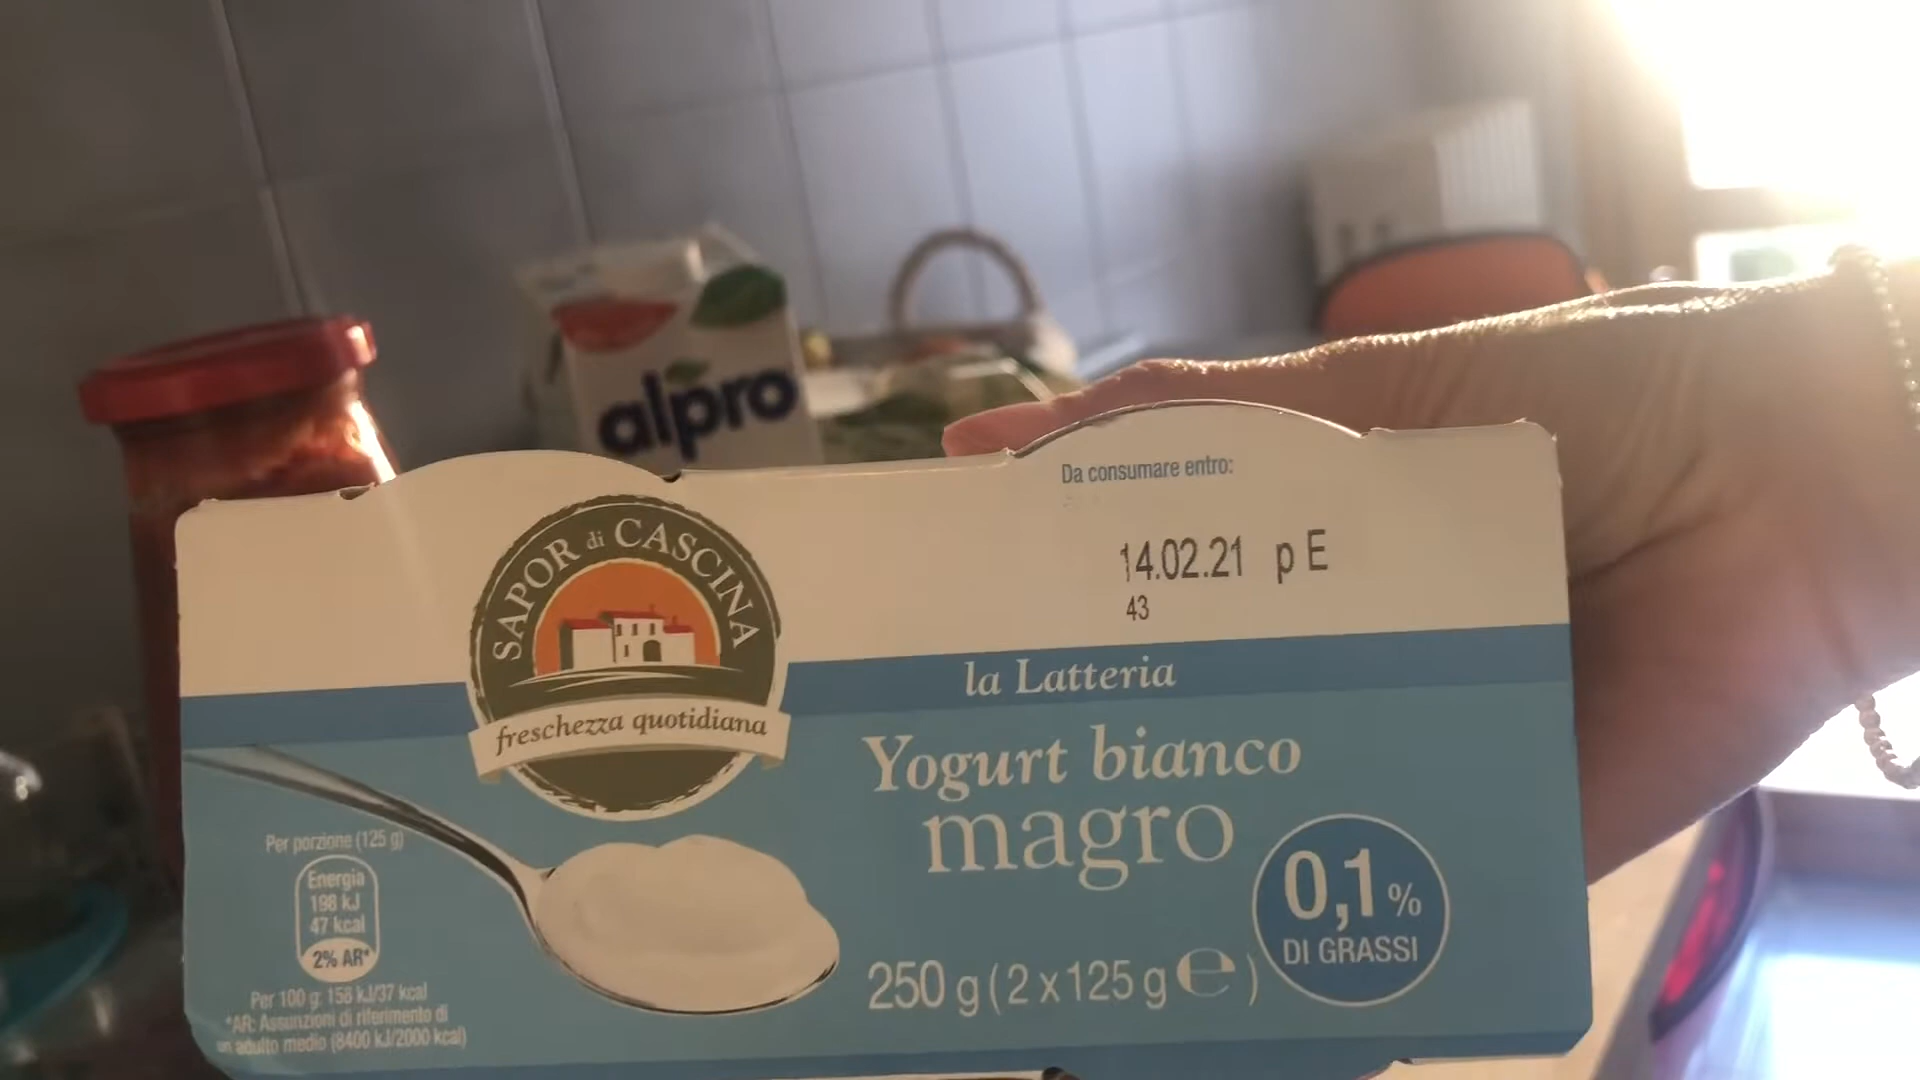 alpro
Da consumare entro:
14.02.21 p E
43
SAPOR di CASCINA
freschezza quotidiana
la Latteria
Yogurt bianco
magro
0,1%
DI GRASSI
250 g (2 x 125 g e)
Per porzione (125 g)
Energia
198 kJ
47 kcal
2% AR*
Per 100 g: 158 kJ/37 kcal
*AR: Assunzioni di riferimento di
un adulto medio (8400 kJ/2000 kcal)